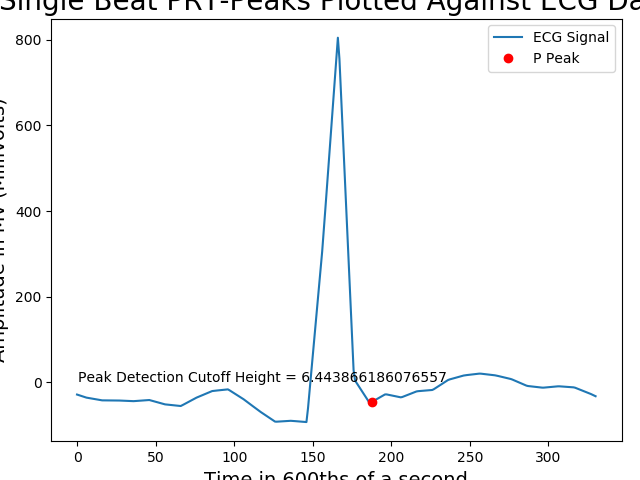 Single Beat PRT-Peaks Plotted Against ECG Da
ECG Signal
P Peak
800
600
400
200
0
Amplitude in MV (Millivolts)
Peak Detection Cutoff Height = 6.443866186076557
0 50 100 150 200 250 300
Time in 600ths of a second